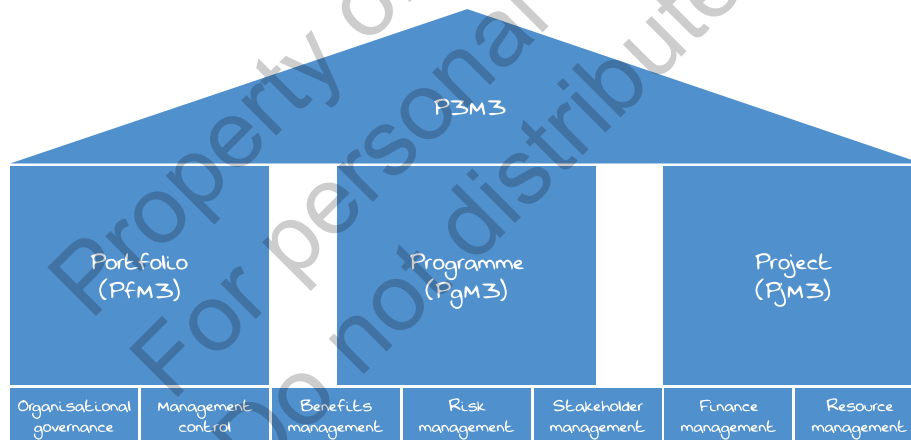 P3M3
Portfolio
(PfM3)
Programme
(PgM3)
Project
(PjM3)
Organisational
governance
Management
control
Benefits
management
Risk
management
Stakeholder
management
Finance
management
Resource
management
Property of
For personal
Do not distribute